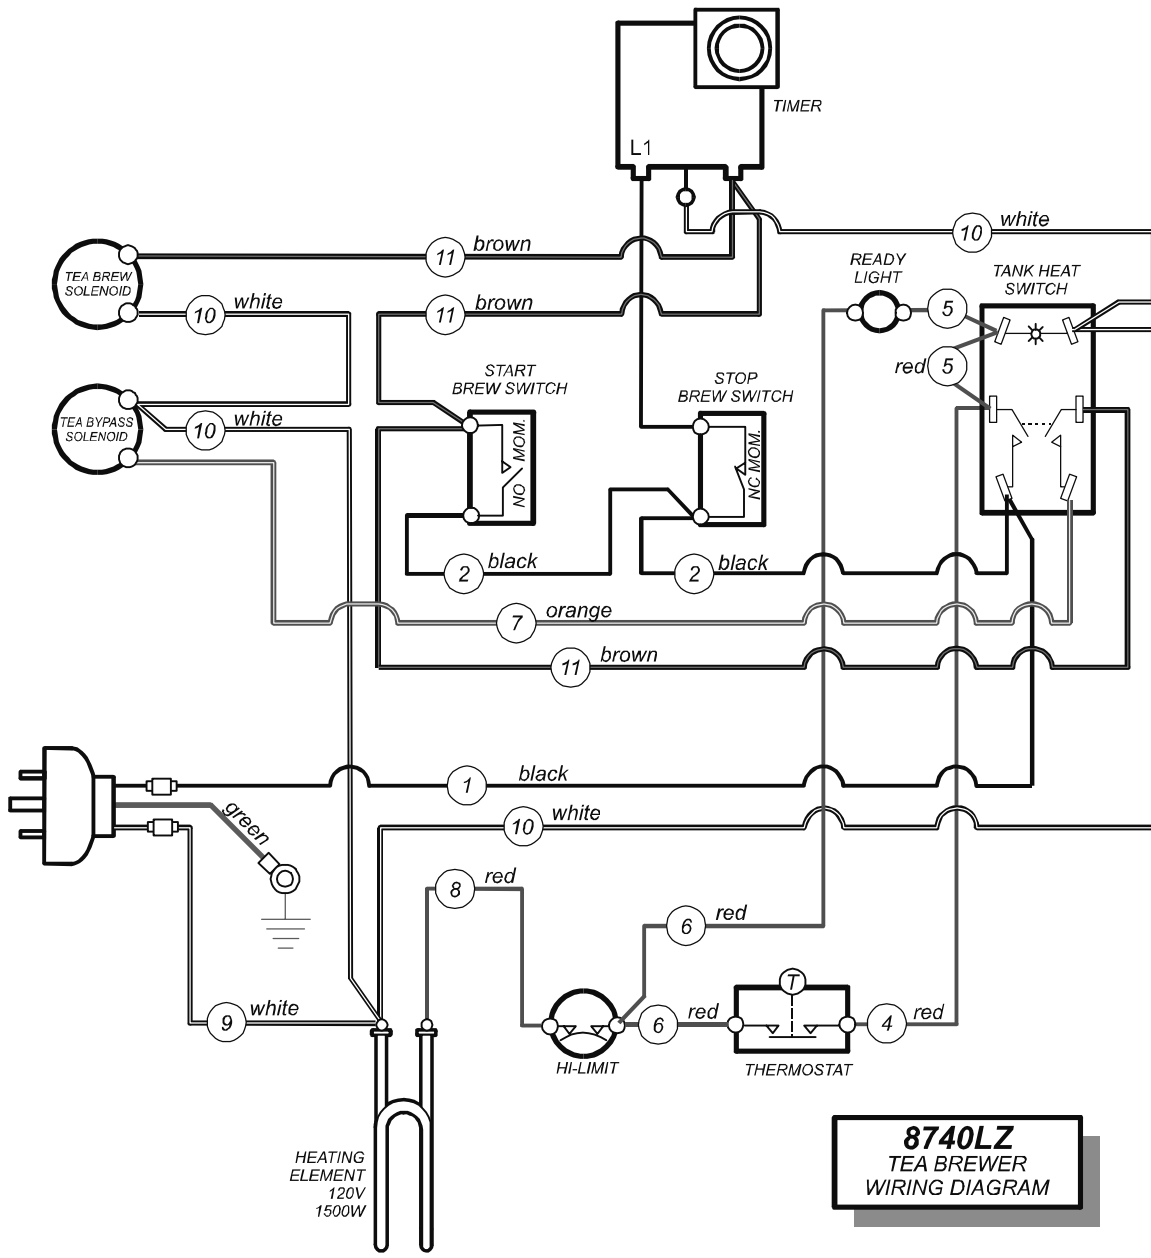 TIMER
L1
10 white
11 brown
READY
LIGHT
TANK HEAT
SWITCH
TEA BREW
SOLENOID
10 white
11 brown
5
red 5
START
BREW SWITCH
STOP
BREW SWITCH
TEA BYPASS
SOLENOID
10 white
NO MOM.
NC MOM.
2 black
2 black
7 orange
11 brown
1 black
green
10 white
8 red
6 red
T
9 white
6 red
4 red
HI-LIMIT
THERMOSTAT
HEATING
ELEMENT
120V
1500W
8740LZ
TEA BREWER
WIRING DIAGRAM